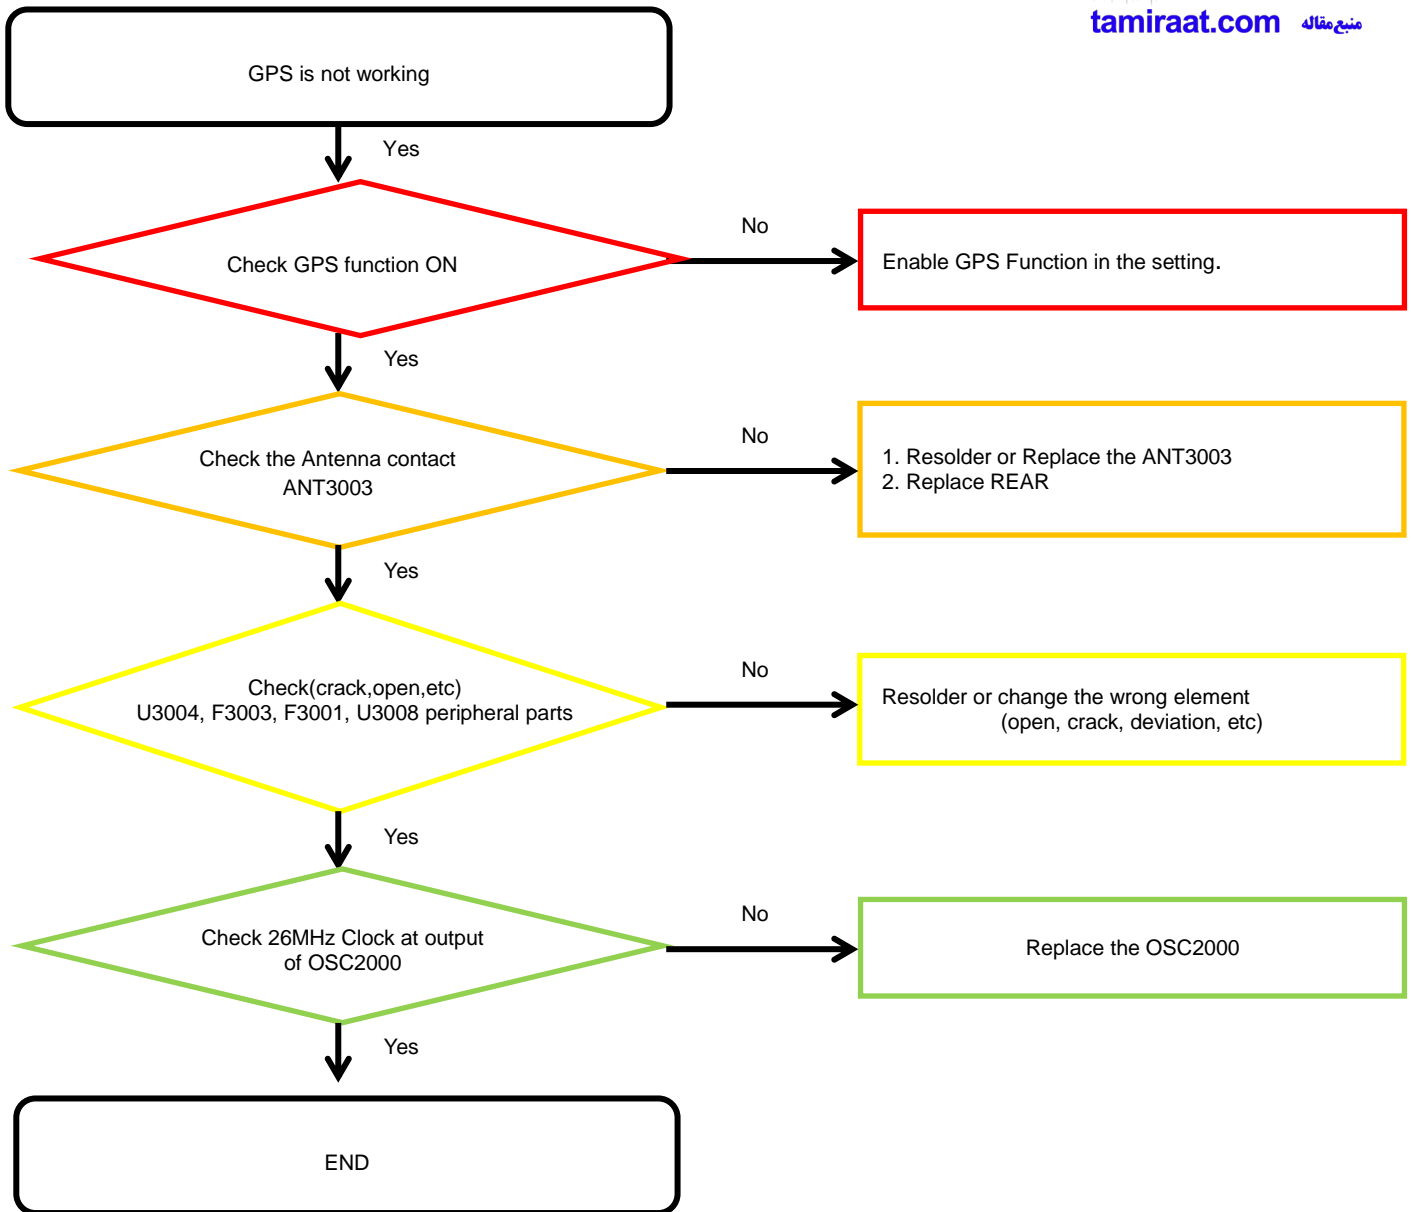 tamiraat.com منبع مقاله
GPS is not working
Yes
Check GPS function ON
No
Enable GPS Function in the setting.
Yes
Check the Antenna contact
ANT3003
No
1. Resolder or Replace the ANT3003
2. Replace REAR
Yes
Check(crack,open,etc)
U3004, F3003, F3001, U3008 peripheral parts
No
Resolder or change the wrong element
(open, crack, deviation, etc)
Yes
Check 26MHz Clock at output
of OSC2000
No
Replace the OSC2000
Yes
END